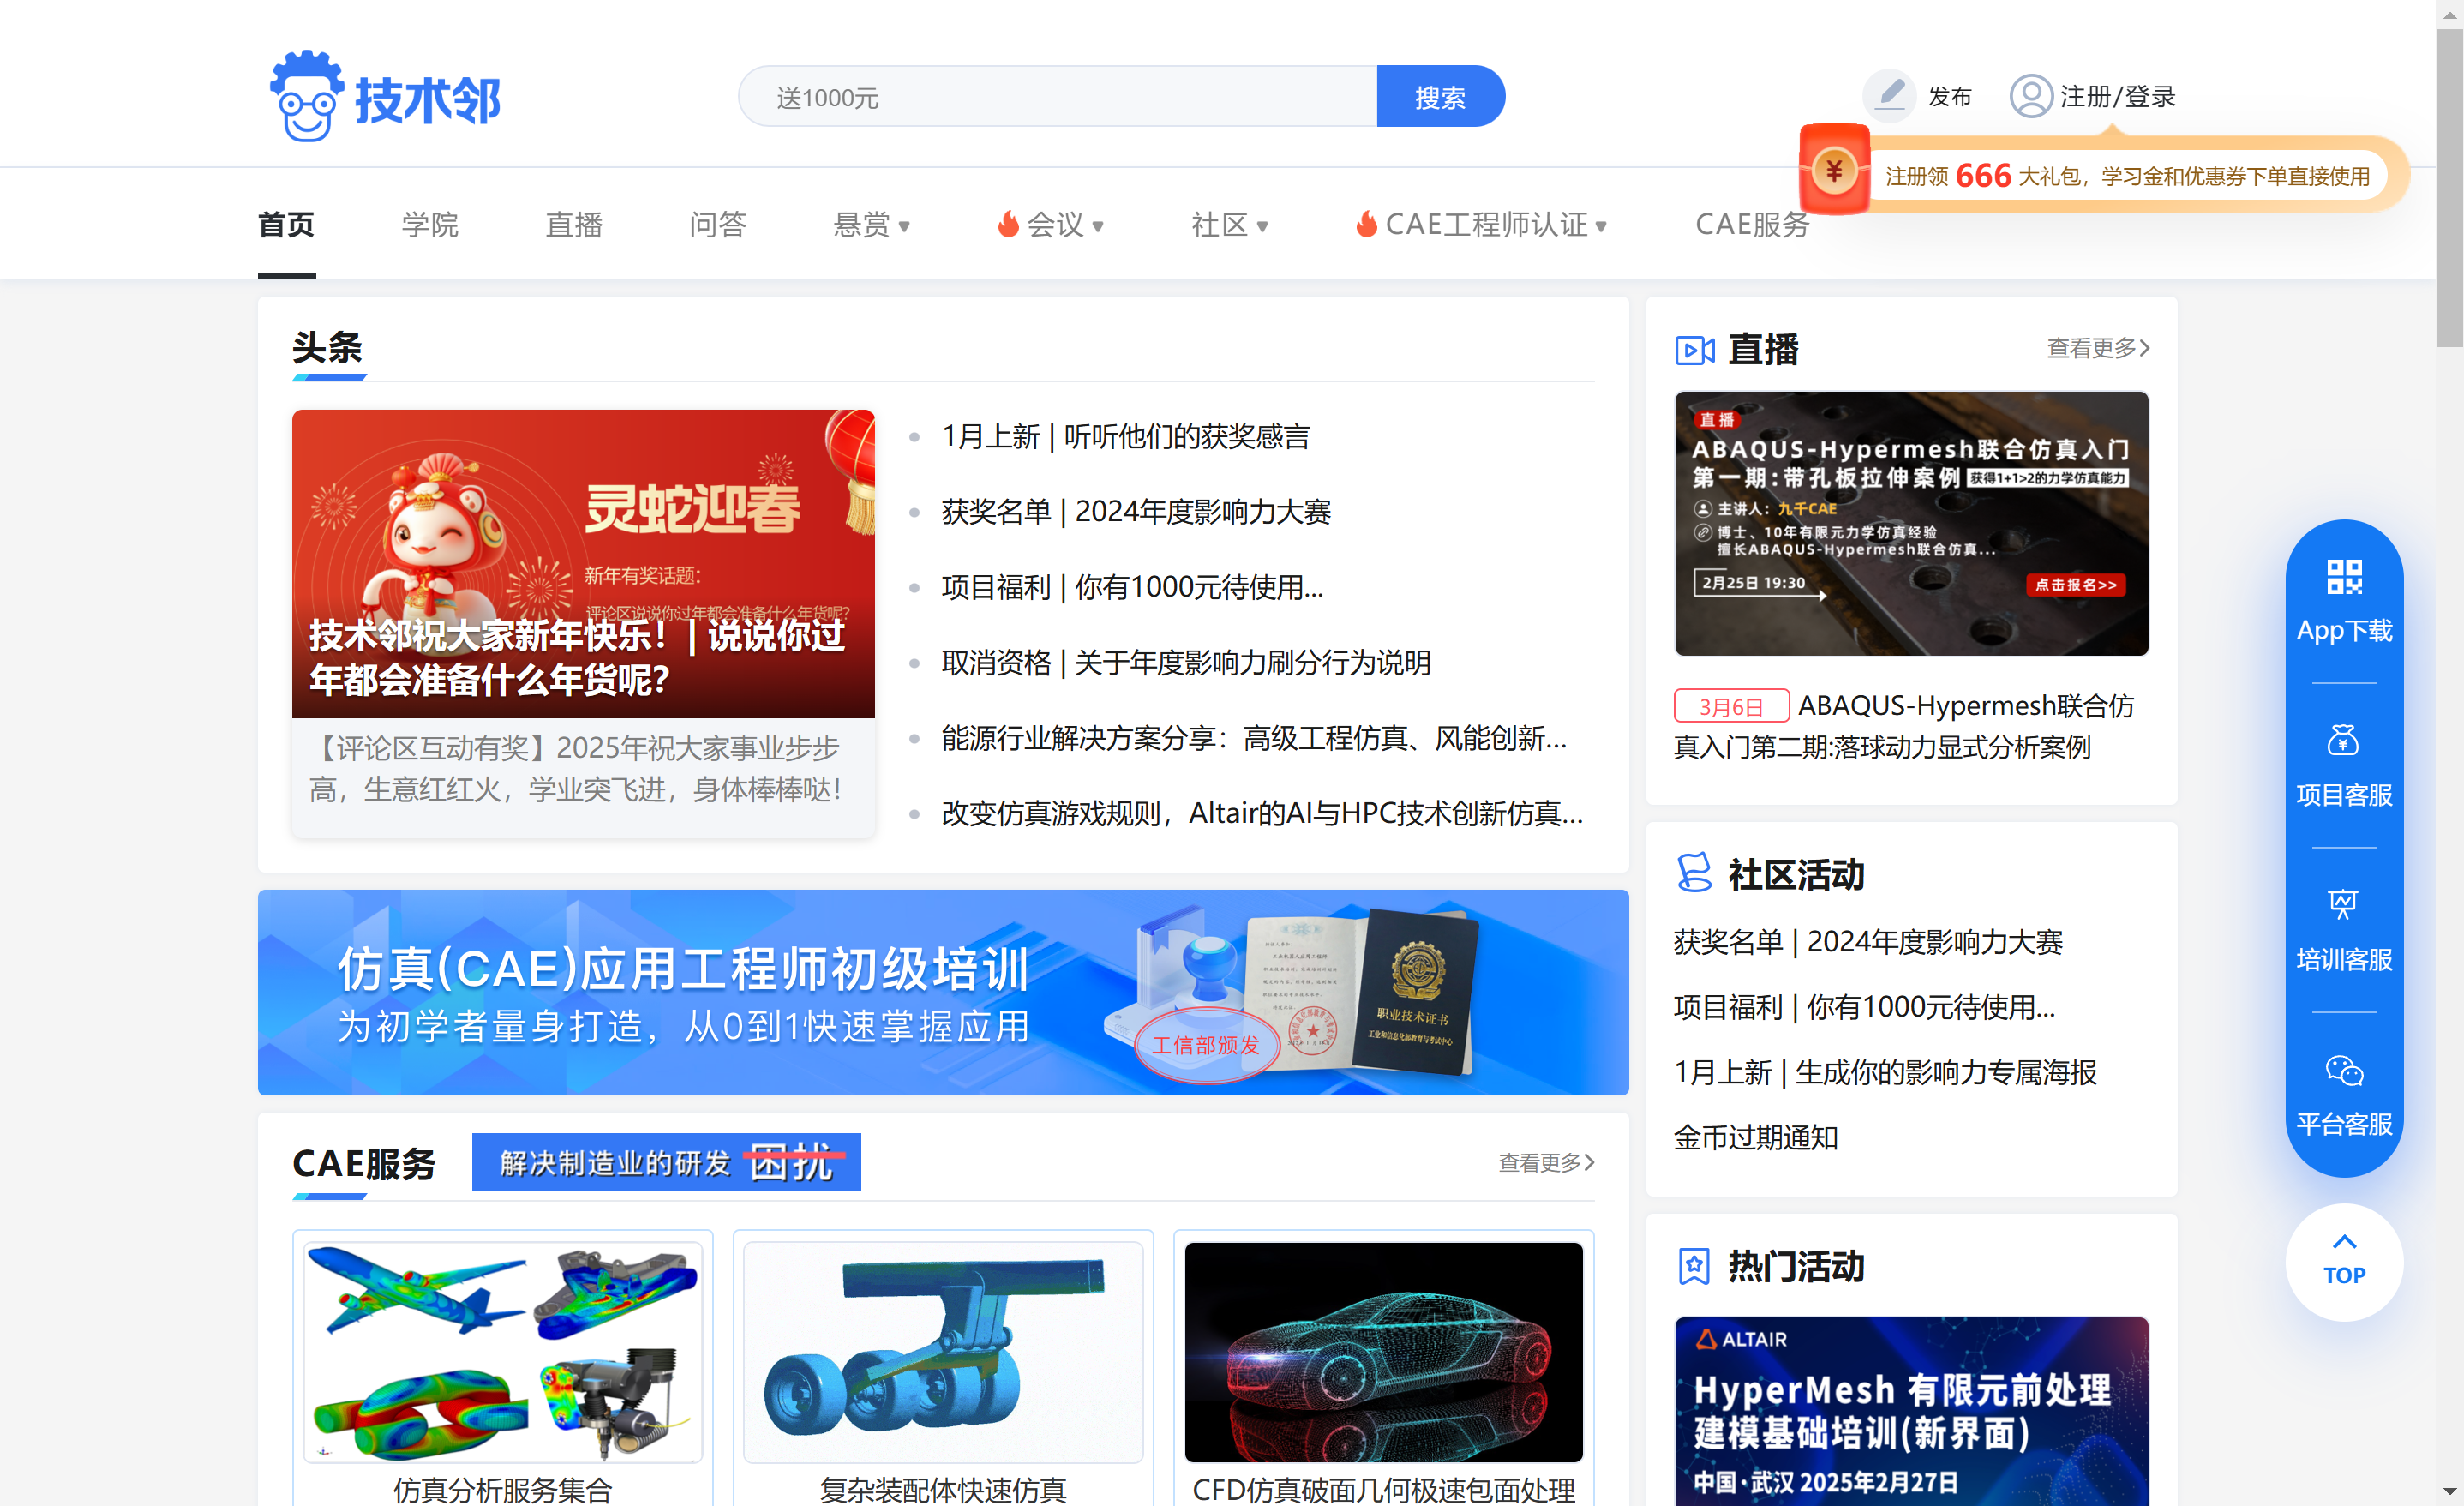 技术邻
送1000元
搜索
发布
注册/登录
注册领 666 大礼包，学习金和优惠券下单直接使用
首页
学院
直播
问答
悬赏
会议
社区
CAE工程师认证
CAE服务
头条
灵蛇迎春
新年有奖话题：
评论区说说你过年都会准备什么年货呢？
技术邻祝大家新年快乐！| 说说你过
年都会准备什么年货呢？
【评论区互动有奖】2025年祝大家事业步步
高，生意红红火，学业突飞进，身体棒棒哒！
1月上新 | 听听他们的获奖感言
获奖名单 | 2024年度影响力大赛
项目福利 | 你有1000元待使用...
取消资格 | 关于年度影响力刷分行为说明
能源行业解决方案分享：高级工程仿真、风能创新...
改变仿真游戏规则，Altair的AI与HPC技术创新仿真...
直播
查看更多
直播
ABAQUS-Hypermesh联合仿真入门
第一期:带孔板拉伸案例 获得1+1>2的力学仿真能力
主讲人：九千CAE
博士、10年有限元力学仿真经验
擅长ABAQUS-Hypermesh联合仿真...
2月25日 19:30
点击报名>>
3月6日 ABAQUS-Hypermesh联合仿
真入门第二期:落球动力显式分析案例
仿真(CAE)应用工程师初级培训
为初学者量身打造，从0到1快速掌握应用
工信部颁发
职业技术证书
工业和信息化部教育与考试中心
社区活动
获奖名单 | 2024年度影响力大赛
项目福利 | 你有1000元待使用...
1月上新 | 生成你的影响力专属海报
金币过期通知
CAE服务
解决制造业的研发 困扰
查看更多
仿真分析服务集合
复杂装配体快速仿真
CFD仿真破面几何极速包面处理
热门活动
ALTAIR
HyperMesh 有限元前处理
建模基础培训(新界面)
中国·武汉 2025年2月27日
App下载
项目客服
培训客服
平台客服
TOP